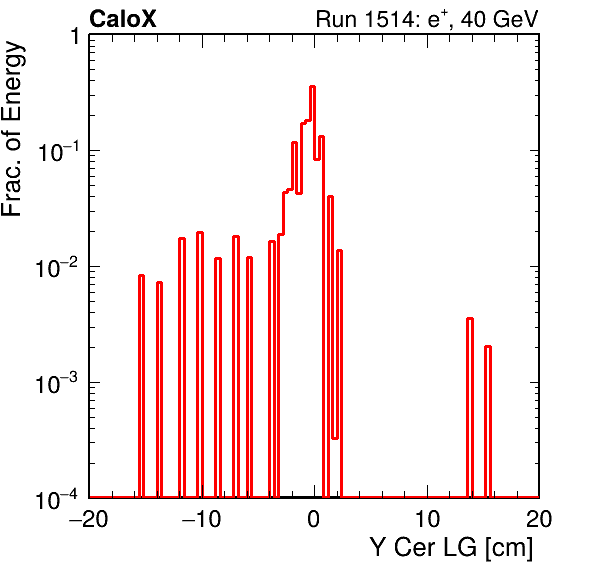 CaloX Run 1514: e⁺, 40 GeV
Frac. of Energy
1
10⁻¹
10⁻²
10⁻³
10⁻⁴
−20 −10 0 10 20
Y Cer LG [cm]